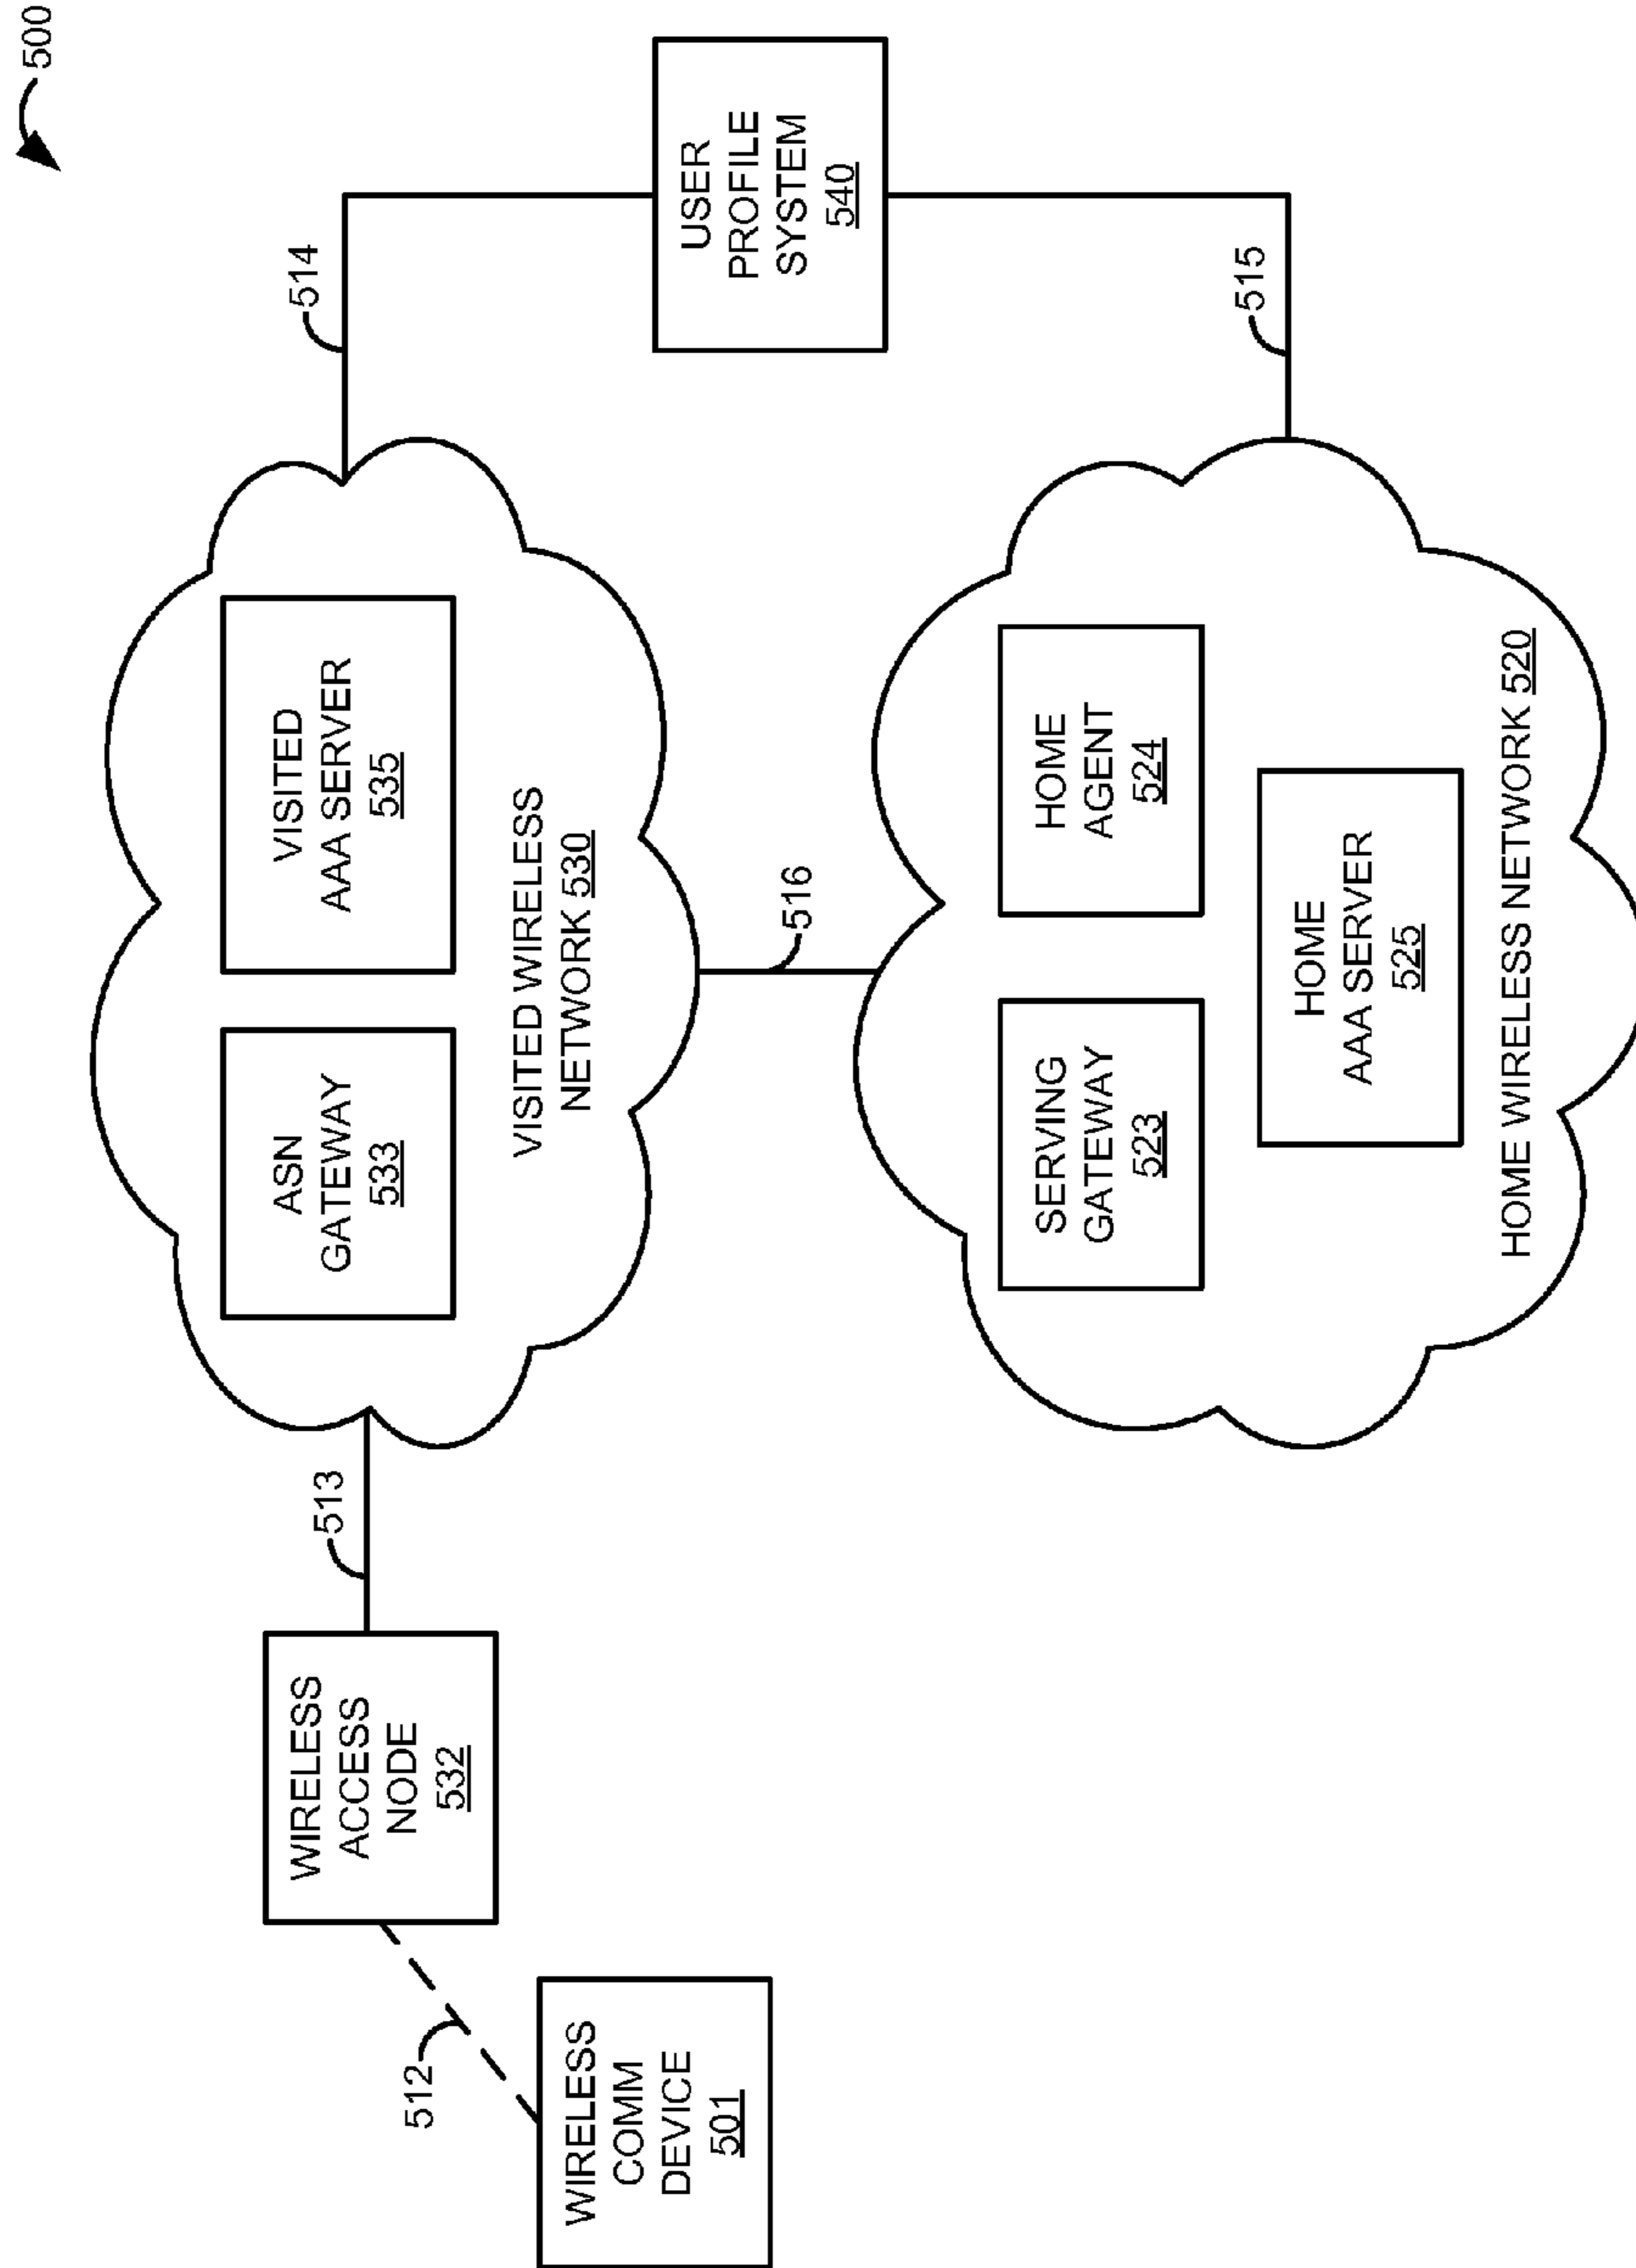 500
WIRELESS
COMM
DEVICE
501
512
WIRELESS
ACCESS
NODE
532
513
ASN
GATEWAY
533
VISITED
AAA SERVER
535
VISITED WIRELESS
NETWORK 530
514
516
USER
PROFILE
SYSTEM
540
515
SERVING
GATEWAY
523
HOME
AGENT
524
HOME
AAA SERVER
525
HOME WIRELESS NETWORK 520